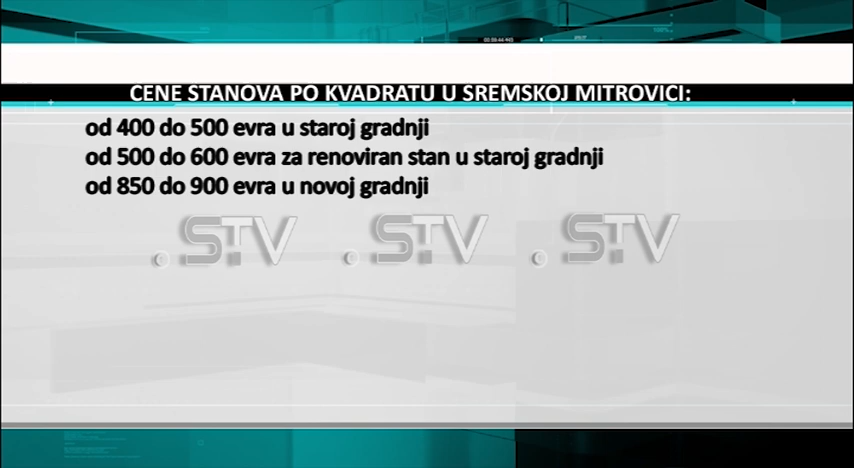 CENE STANOVA PO KVADRATU U SREMSKOJ MITROVICI:
od 400 do 500 evra u staroj gradnji
od 500 do 600 evra za renoviran stan u staroj gradnji
od 850 do 900 evra u novoj gradnji
STV STV STV